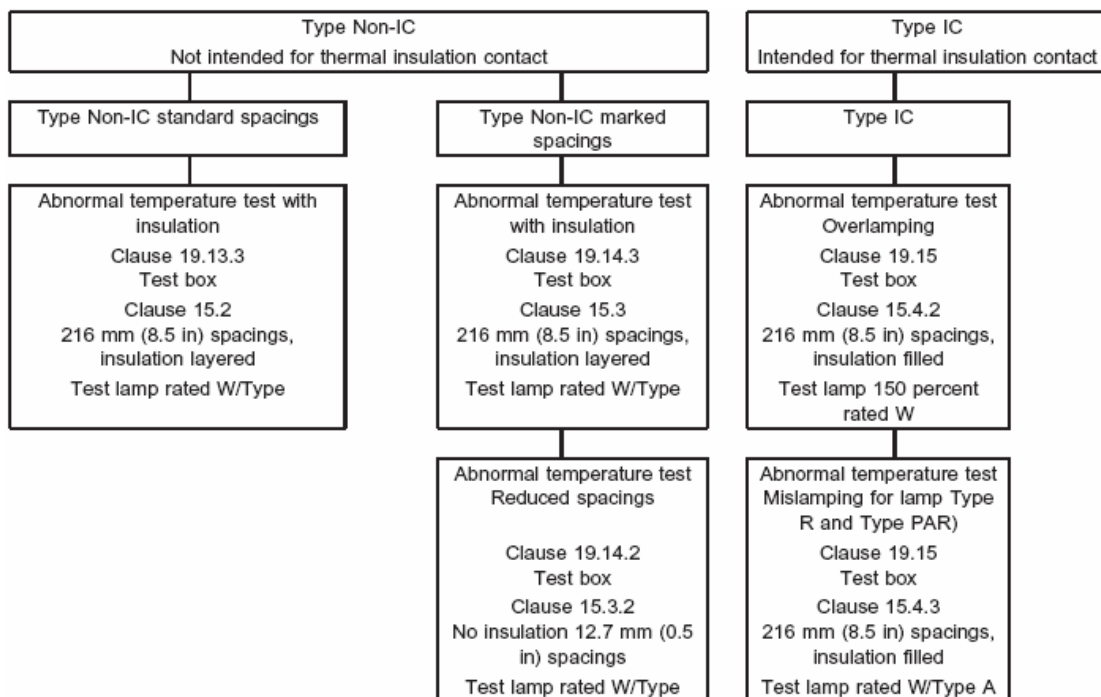 Type Non-IC
Not intended for thermal insulation contact
Type IC
Intended for thermal insulation contact
Type Non-IC standard spacings
Type Non-IC marked
spacings
Type IC
Abnormal temperature test with
insulation
Clause 19.13.3
Test box
Clause 15.2
216 mm (8.5 in) spacings,
insulation layered
Test lamp rated W/Type
Abnormal temperature test
with insulation
Clause 19.14.3
Test box
Clause 15.3
216 mm (8.5 in) spacings,
insulation layered
Test lamp rated W/Type
Abnormal temperature test
Overlamping
Clause 19.15
Test box
Clause 15.4.2
216 mm (8.5 in) spacings,
insulation filled
Test lamp 150 percent
rated W
Abnormal temperature test
Reduced spacings
Clause 19.14.2
Test box
Clause 15.3.2
No insulation 12.7 mm (0.5
in) spacings
Test lamp rated W/Type
Abnormal temperature test
Mislamping for lamp Type
R and Type PAR)
Clause 19.15
Test box
Clause 15.4.3
216 mm (8.5 in) spacings,
insulation filled
Test lamp rated W/Type A